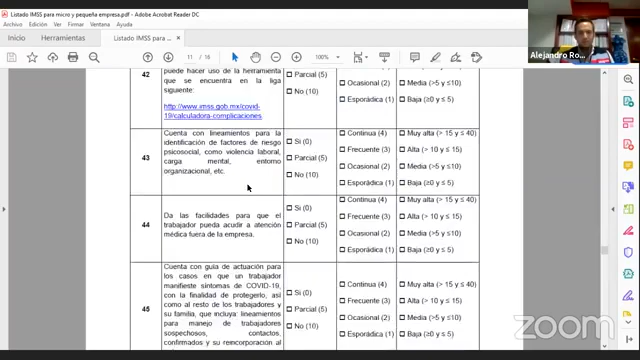 Listado IMSS para micro y pequeña empresa.pdf - Adobe Acrobat Reader DC
Archivo Edición Ver Firmar Ventana Ayuda
Inicio Herramientas Listado IMSS para ...
11 / 16 100%
Alejandro Ro...
42
puede hacer uso de la herramienta
que se encuentra en la liga
siguiente:
http://www.imss.gob.mx/covid-
19/calculadora-complicaciones
Parcial (5)
No (10)
Ocasional (2)
Esporádica (1)
Media (>5 y ≤10)
Baja (≥0 y ≤ 5)
43
Cuenta con lineamientos para la
identificación de factores de riesgo
psicosocial, como violencia laboral,
carga mental, entorno
organizacional, etc.
Sí (0)
Parcial (5)
No (10)
Continua (4)
Frecuente (3)
Ocasional (2)
Esporádica (1)
Muy alta (> 15 y ≤ 40)
Alta (> 10 y ≤ 15)
Media (>5 y ≤10)
Baja (≥0 y ≤ 5)
44
Da las facilidades para que el
trabajador pueda acudir a atención
médica fuera de la empresa.
Sí (0)
Parcial (5)
No (10)
Continua (4)
Frecuente (3)
Ocasional (2)
Esporádica (1)
Muy alta (> 15 y ≤ 40)
Alta (> 10 y ≤ 15)
Media (>5 y ≤10)
Baja (≥0 y ≤ 5)
45
Cuenta con guía de actuación para
los casos en que un trabajador
manifieste síntomas de COVID-19,
con la finalidad de protegerlo, así
como al resto de los trabajadores y
su familia, que incluya: lineamientos
para manejo de trabajadores
sospechosos, contactos,
confirmados y su reincorporación al
Sí (0)
Parcial (5)
No (10)
Continua (4)
Frecuente (3)
Ocasional (2)
Esporádica (1)
Muy alta (> 15 y ≤ 40)
Alta (> 10 y ≤ 15)
Media (>5 y ≤10)
Baja (≥0 y ≤ 5)
zoom